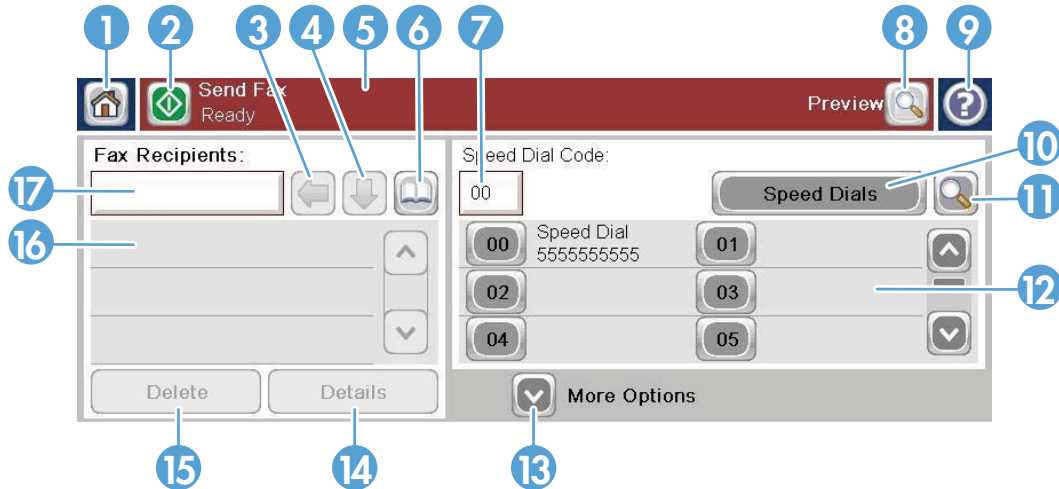 1 2 3 4 5 6 7 8 9
Send Fax
Ready
Preview
?
Fax Recipients:
Speed Dial Code:
10
17
00
Speed Dials
11
16
00 Speed Dial 01
5555555555
12
02 03
04 05
Delete Details
More Options
15 14 13